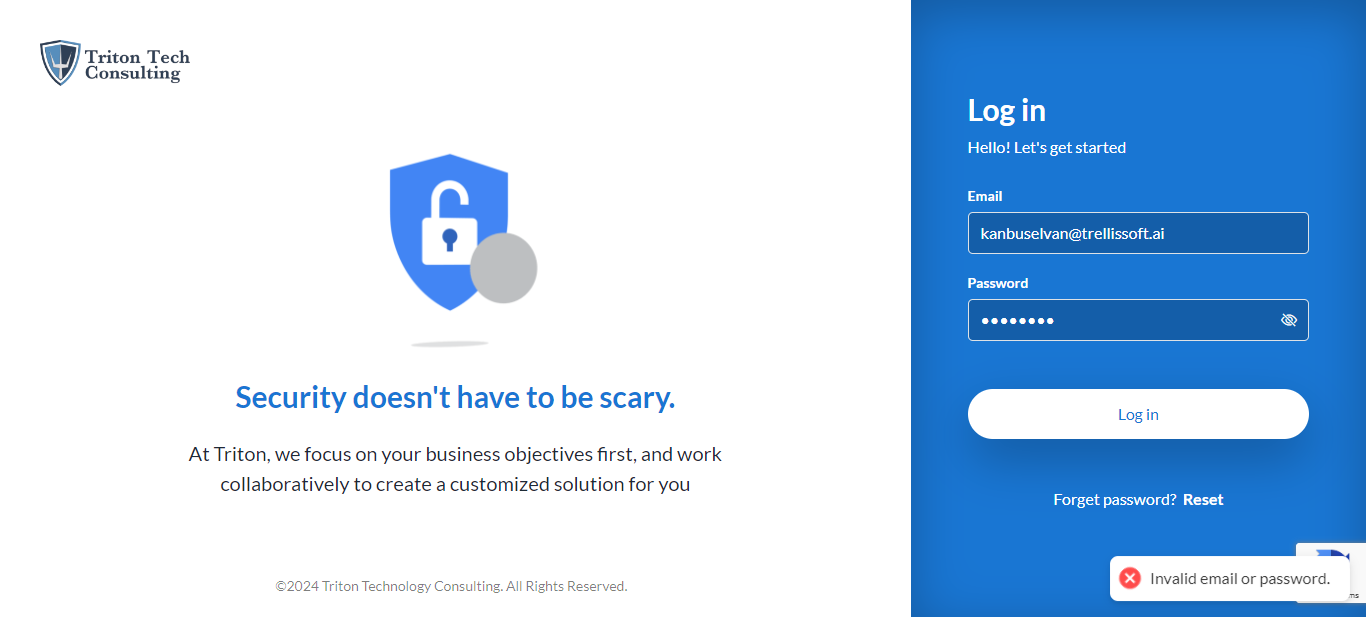 Triton Tech
Consulting
Security doesn't have to be scary.
At Triton, we focus on your business objectives first, and work
collaboratively to create a customized solution for you
©2024 Triton Technology Consulting. All Rights Reserved.
Log in
Hello! Let's get started
Email
kanbuselvan@trellissoft.ai
Password
Log in
Forget password? Reset
Invalid email or password.